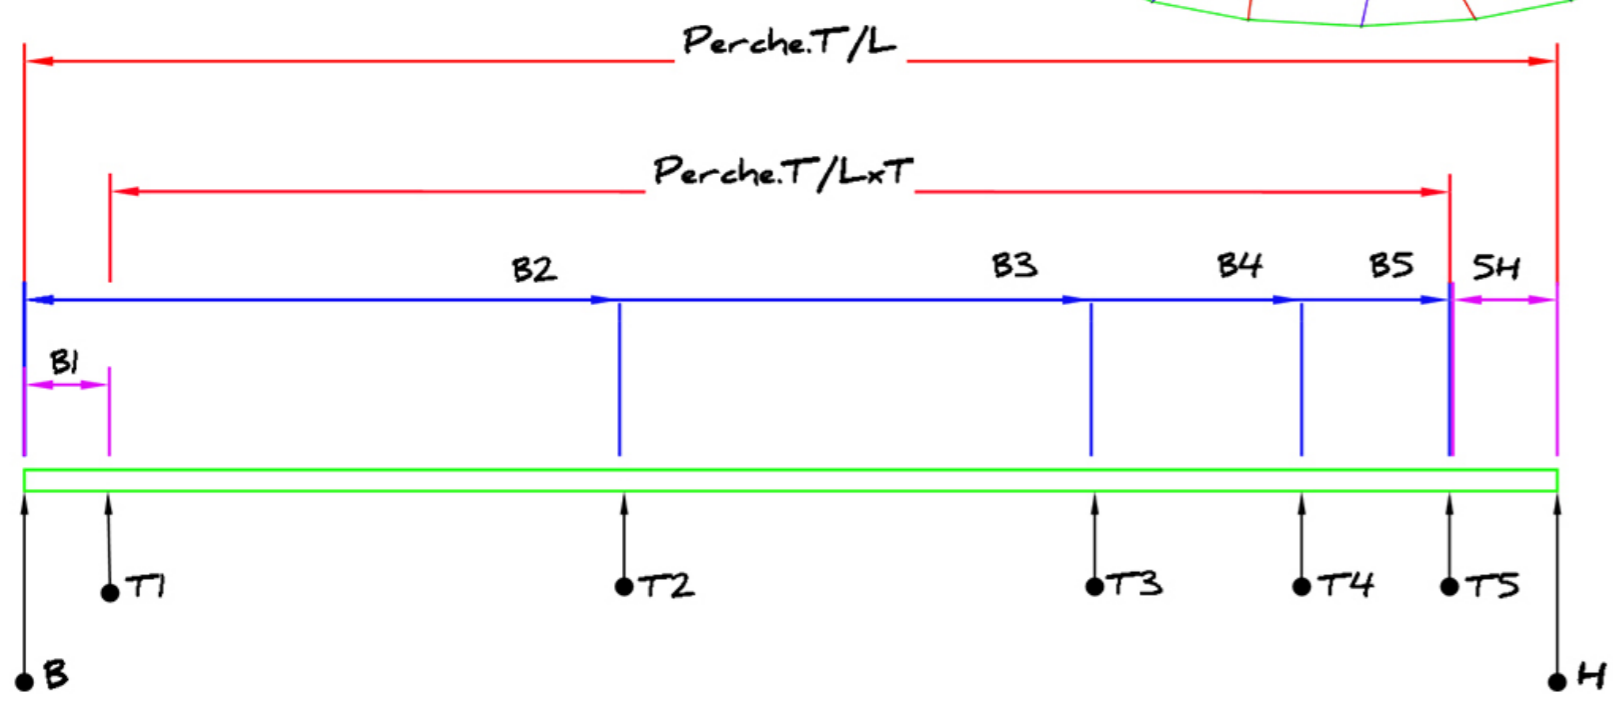 Perche.T/L
Perche.T/LxT
B2 B3 B4 B5 5H
B1
T1 T2 T3 T4 T5
B H